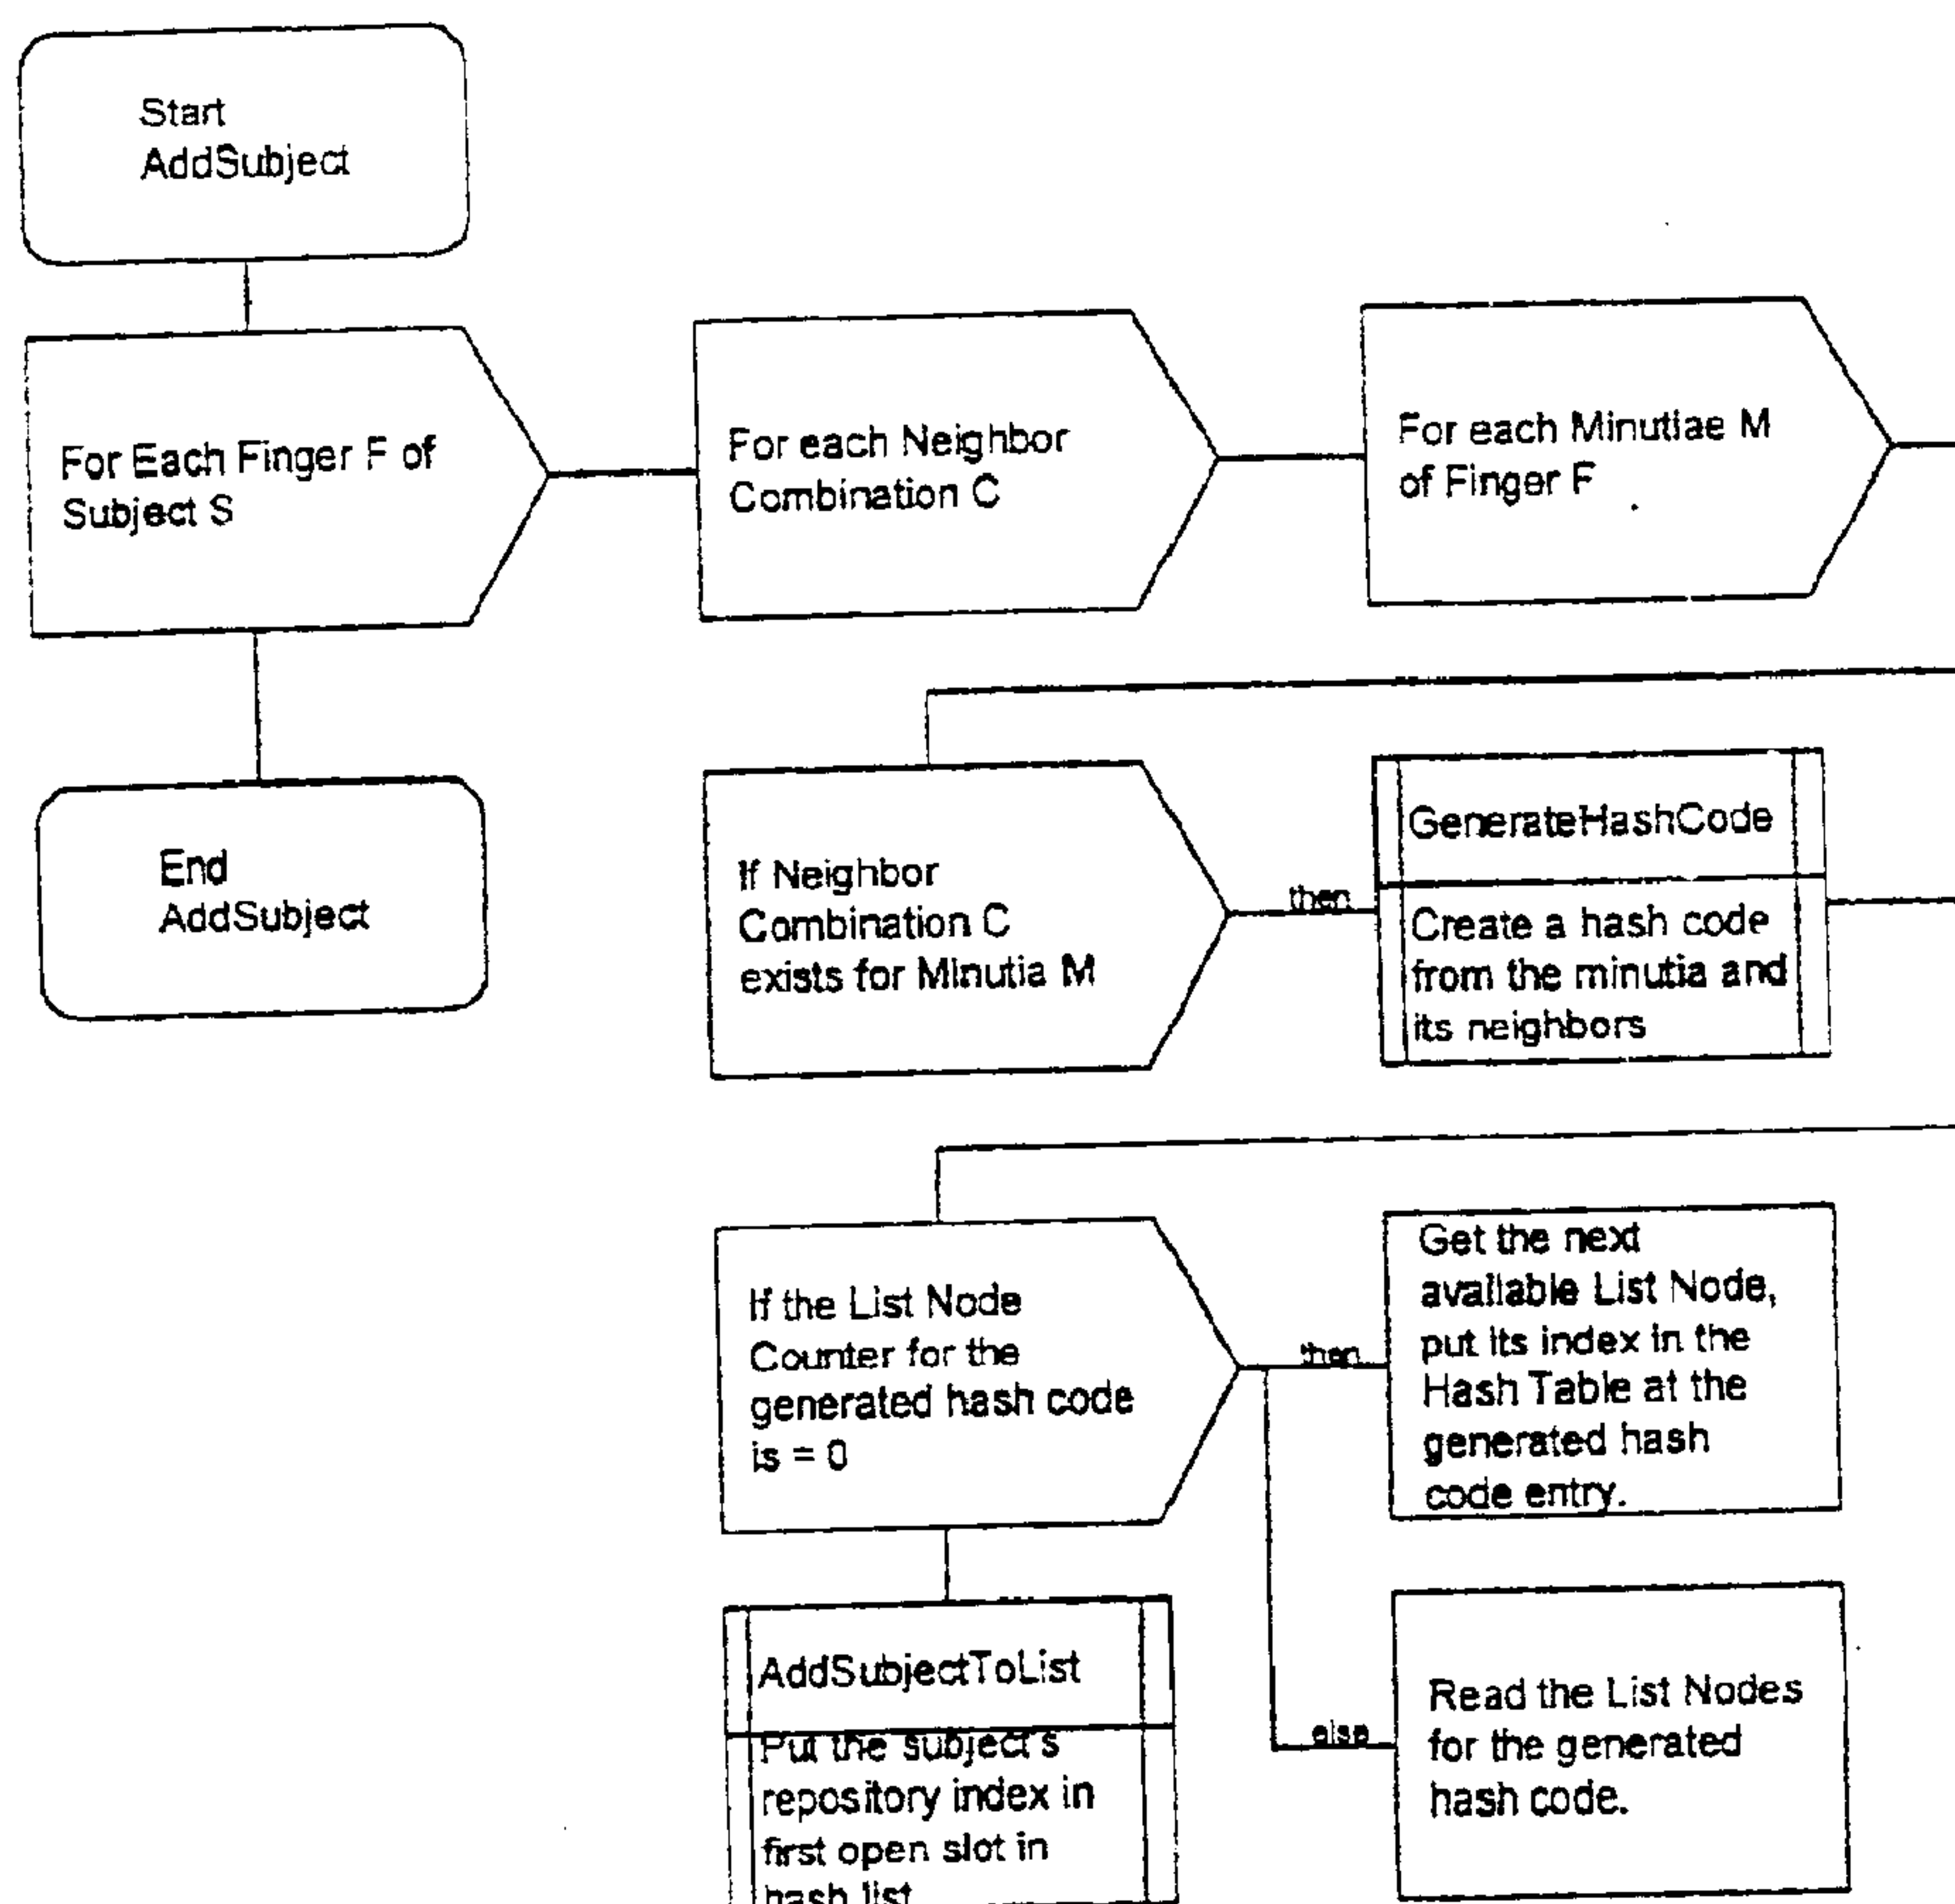 Start
AddSubject
For Each Finger F of
Subject S
For each Neighbor
Combination C
For each Minutiae M
of Finger F
End
AddSubject
If Neighbor
Combination C
exists for Minutia M
then
GenerateHashCode
Create a hash code
from the minutia and
its neighbors
If the List Node
Counter for the
generated hash code
is = 0
then
Get the next
available List Node,
put its index in the
Hash Table at the
generated hash
code entry.
else
Read the List Nodes
for the generated
hash code.
AddSubjectToList
Put the subject's
repository index in
first open slot in
hash list